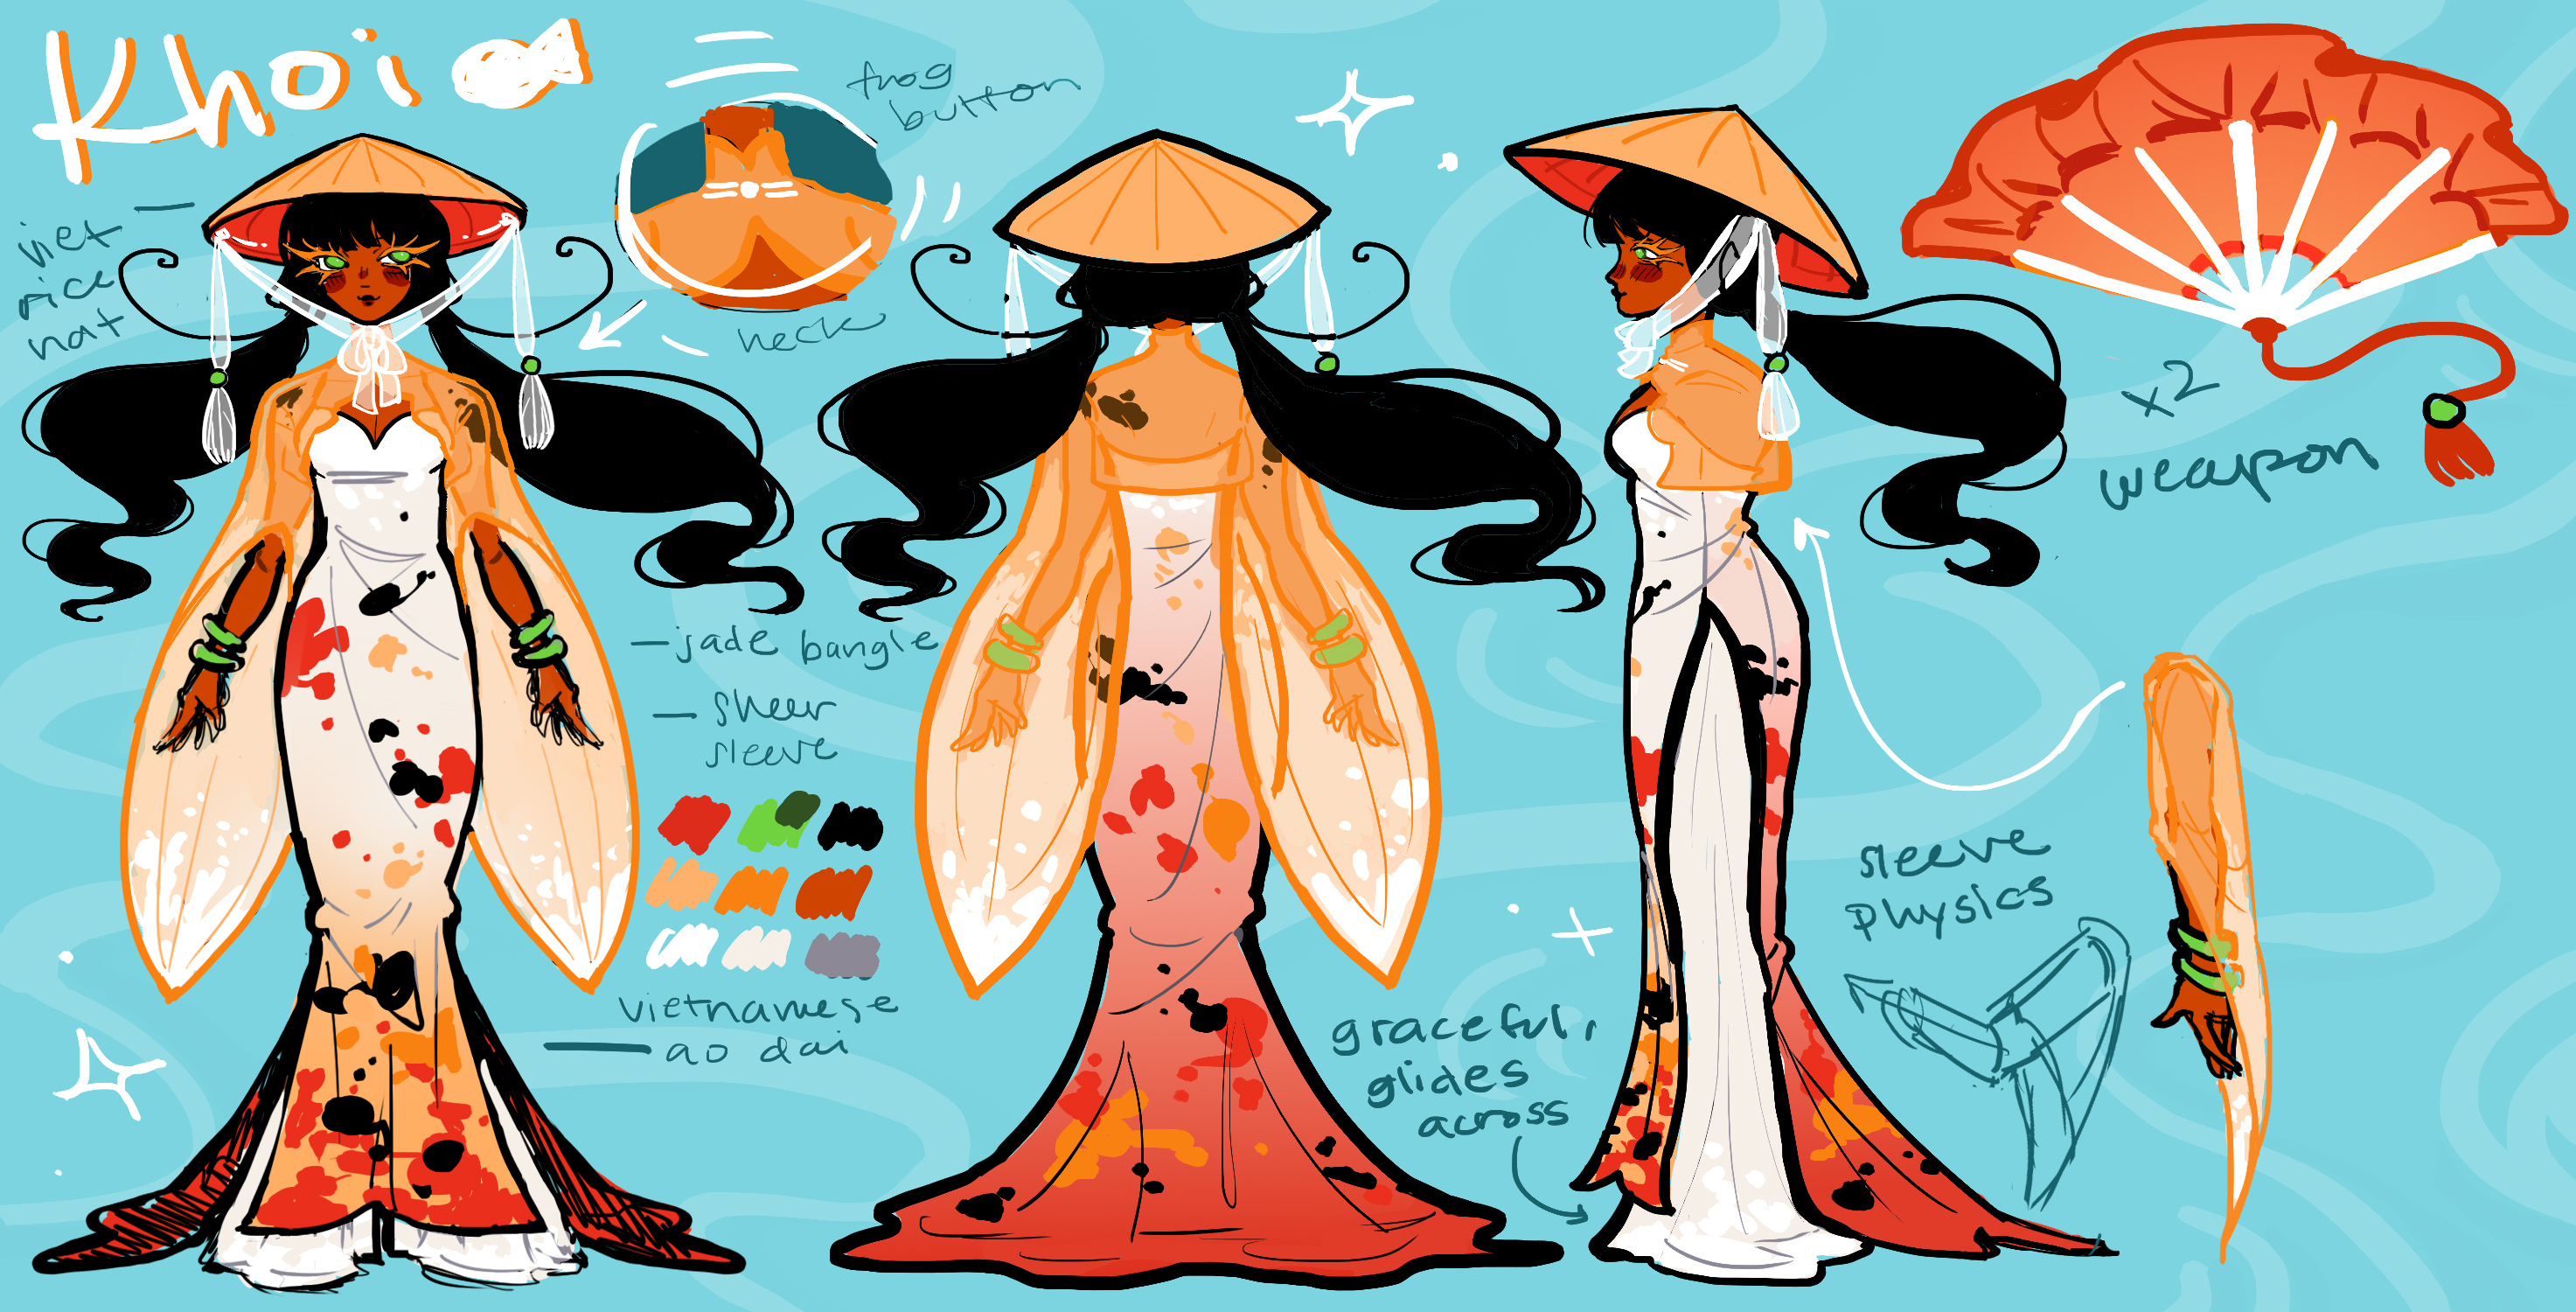 Khoi
frog
button
viet
rice
hat
neck
x2
weapon
jade bangle
sheer
sleeve
vietnamese
ao dai
sleeve
physics
graceful,
glides
across